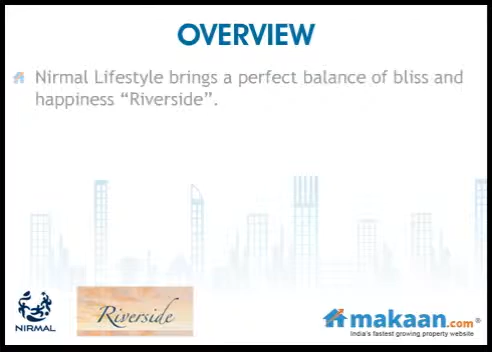 OVERVIEW
Nirmal Lifestyle brings a perfect balance of bliss and
happiness “Riverside”.
NIRMAL
Riverside
makaan.com®
India's fastest growing property website